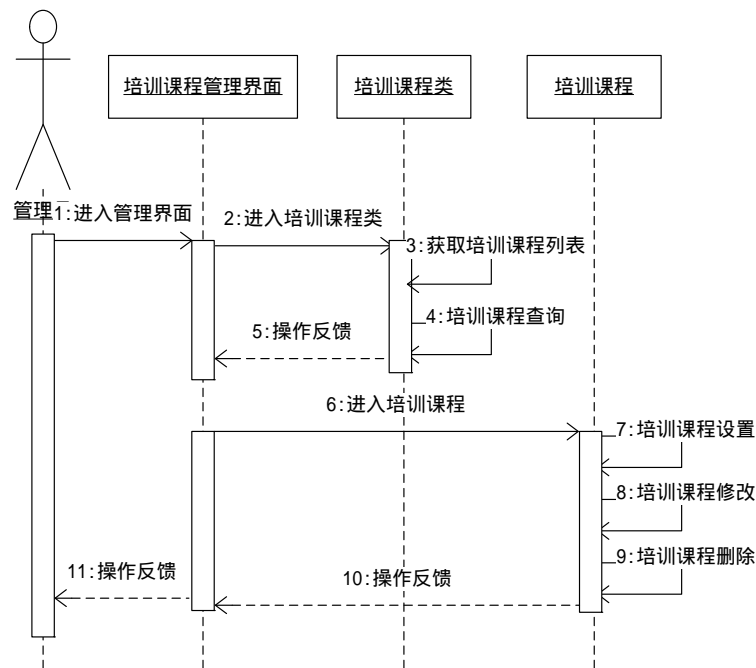 培训课程管理界面
培训课程类
培训课程
管理
1:进入管理界面
2:进入培训课程类
3:获取培训课程列表
4:培训课程查询
5:操作反馈
6:进入培训课程
7:培训课程设置
8:培训课程修改
9:培训课程删除
10:操作反馈
11:操作反馈